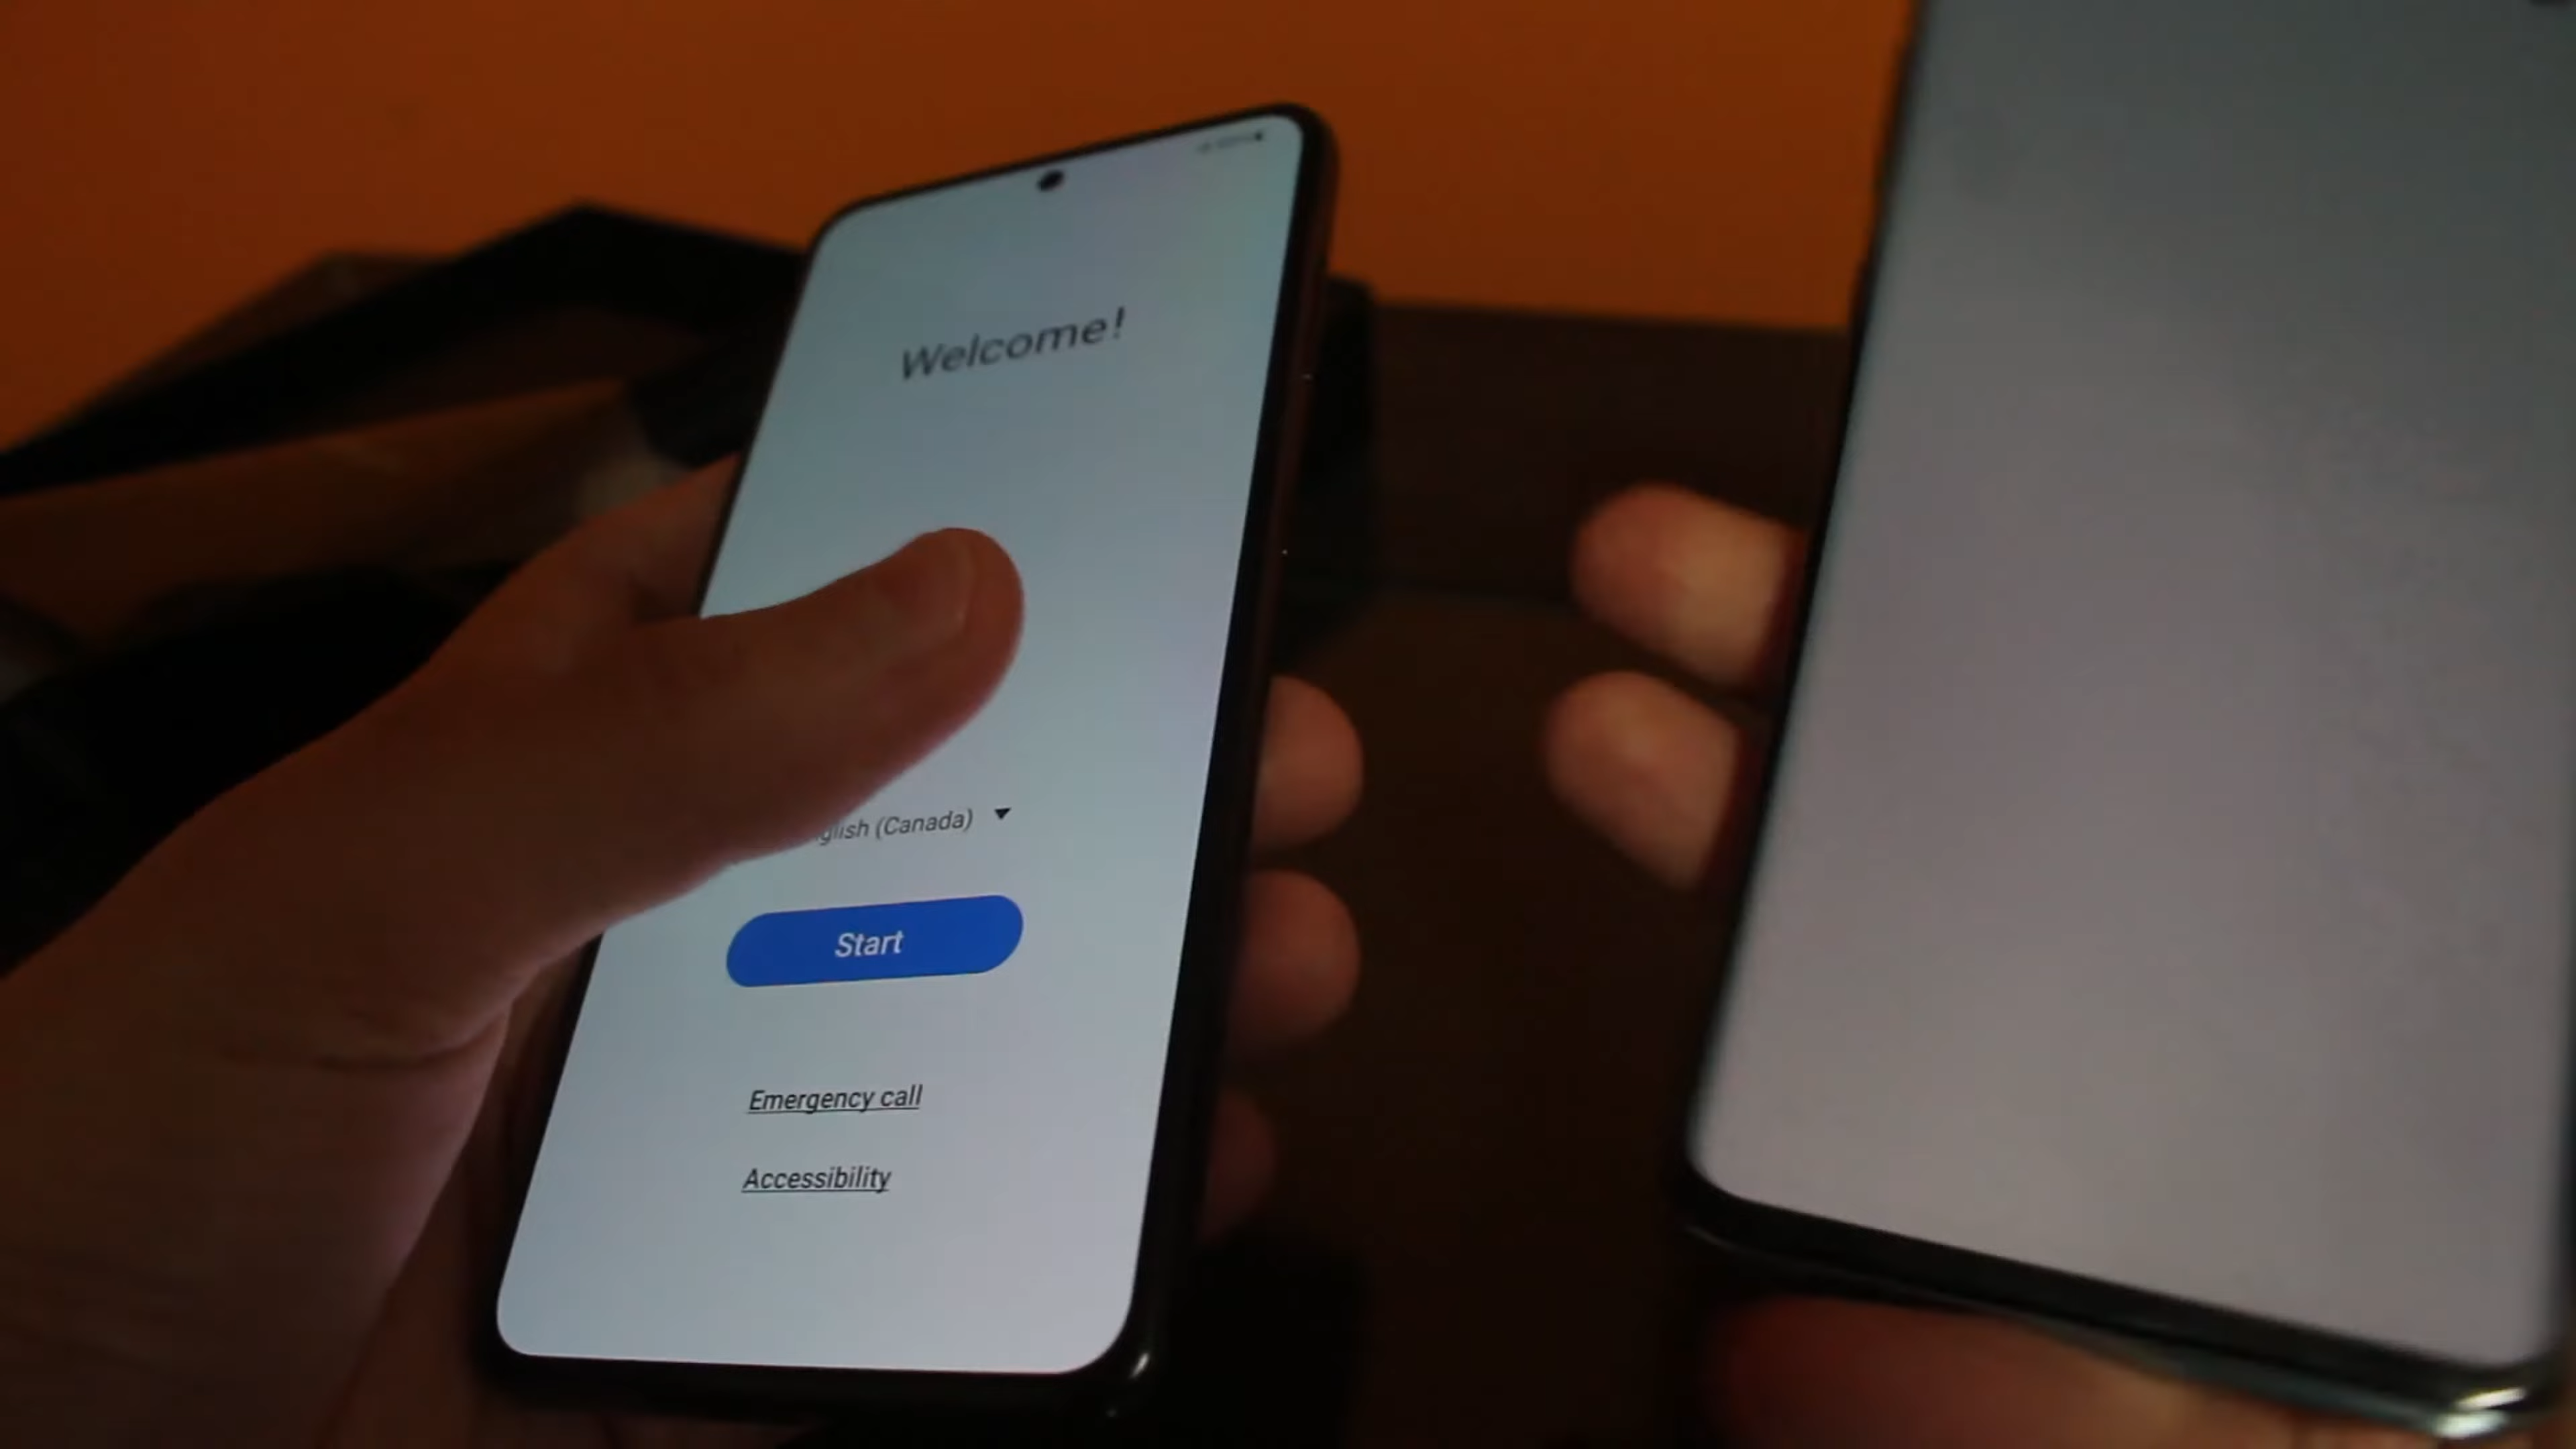 Welcome!
glish (Canada)
Start
Emergency call
Accessibility